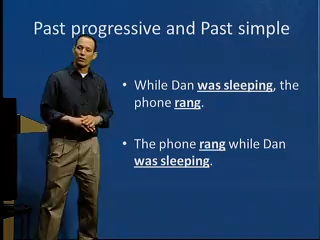 Past progressive and Past simple
• While Dan was sleeping, the
phone rang.
• The phone rang while Dan
was sleeping.